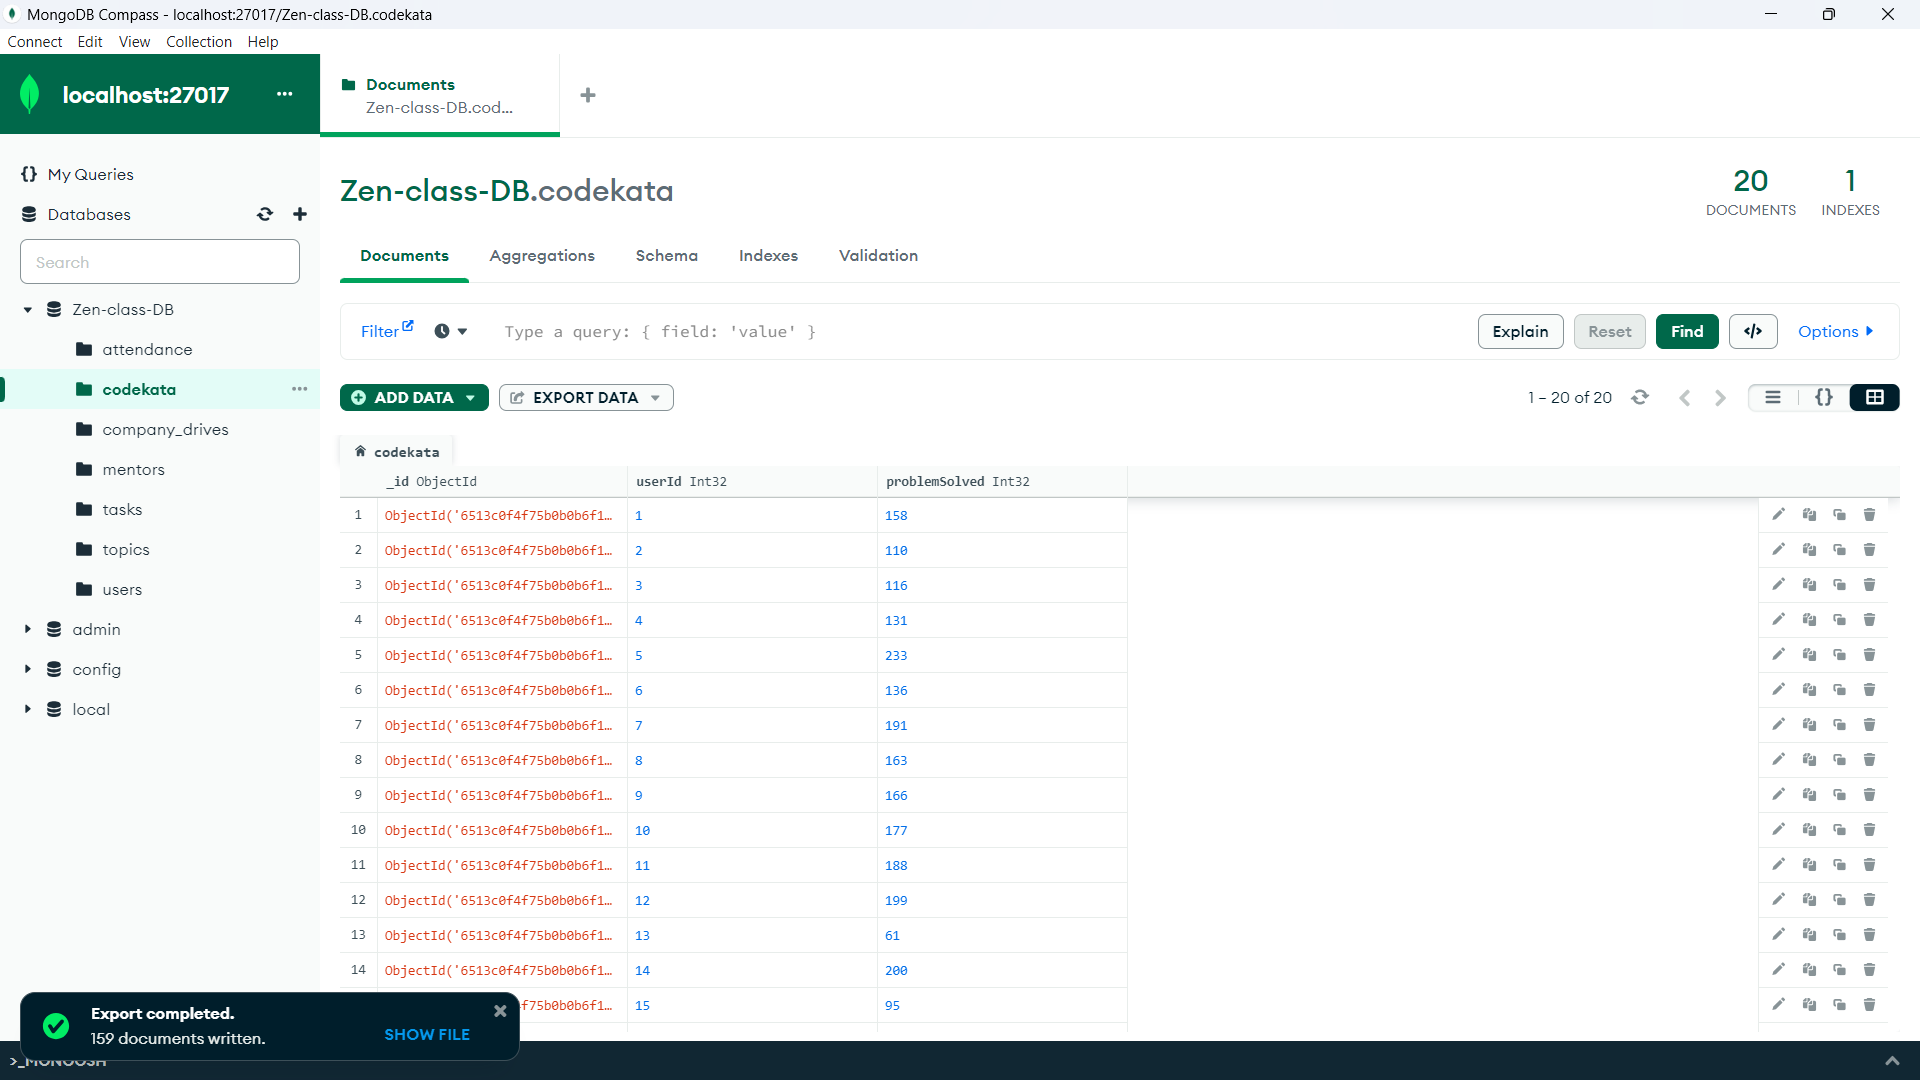 MongoDB Compass - localhost:27017/Zen-class-DB.codekata
Connect Edit View Collection Help
localhost:27017 ...
Documents
Zen-class-DB.cod...
My Queries
Databases
Search
Zen-class-DB
attendance
codekata
company_drives
mentors
tasks
topics
users
admin
config
local
Zen-class-DB.codekata
20 DOCUMENTS
1 INDEXES
Documents Aggregations Schema Indexes Validation
Filter Type a query: { field: 'value' } Explain Reset Find </> Options
ADD DATA EXPORT DATA 1 – 20 of 20 {}
codekata
_id ObjectId userId Int32 problemSolved Int32
1 ObjectId('6513c0f4f75b0b0b6f1… 1 158
2 ObjectId('6513c0f4f75b0b0b6f1… 2 110
3 ObjectId('6513c0f4f75b0b0b6f1… 3 116
4 ObjectId('6513c0f4f75b0b0b6f1… 4 131
5 ObjectId('6513c0f4f75b0b0b6f1… 5 233
6 ObjectId('6513c0f4f75b0b0b6f1… 6 136
7 ObjectId('6513c0f4f75b0b0b6f1… 7 191
8 ObjectId('6513c0f4f75b0b0b6f1… 8 163
9 ObjectId('6513c0f4f75b0b0b6f1… 9 166
10 ObjectId('6513c0f4f75b0b0b6f1… 10 177
11 ObjectId('6513c0f4f75b0b0b6f1… 11 188
12 ObjectId('6513c0f4f75b0b0b6f1… 12 199
13 ObjectId('6513c0f4f75b0b0b6f1… 13 61
14 ObjectId('6513c0f4f75b0b0b6f1… 14 200
f75b0b0b6f1… 15 95
Export completed.
159 documents written.
SHOW FILE
>_MONGOSH